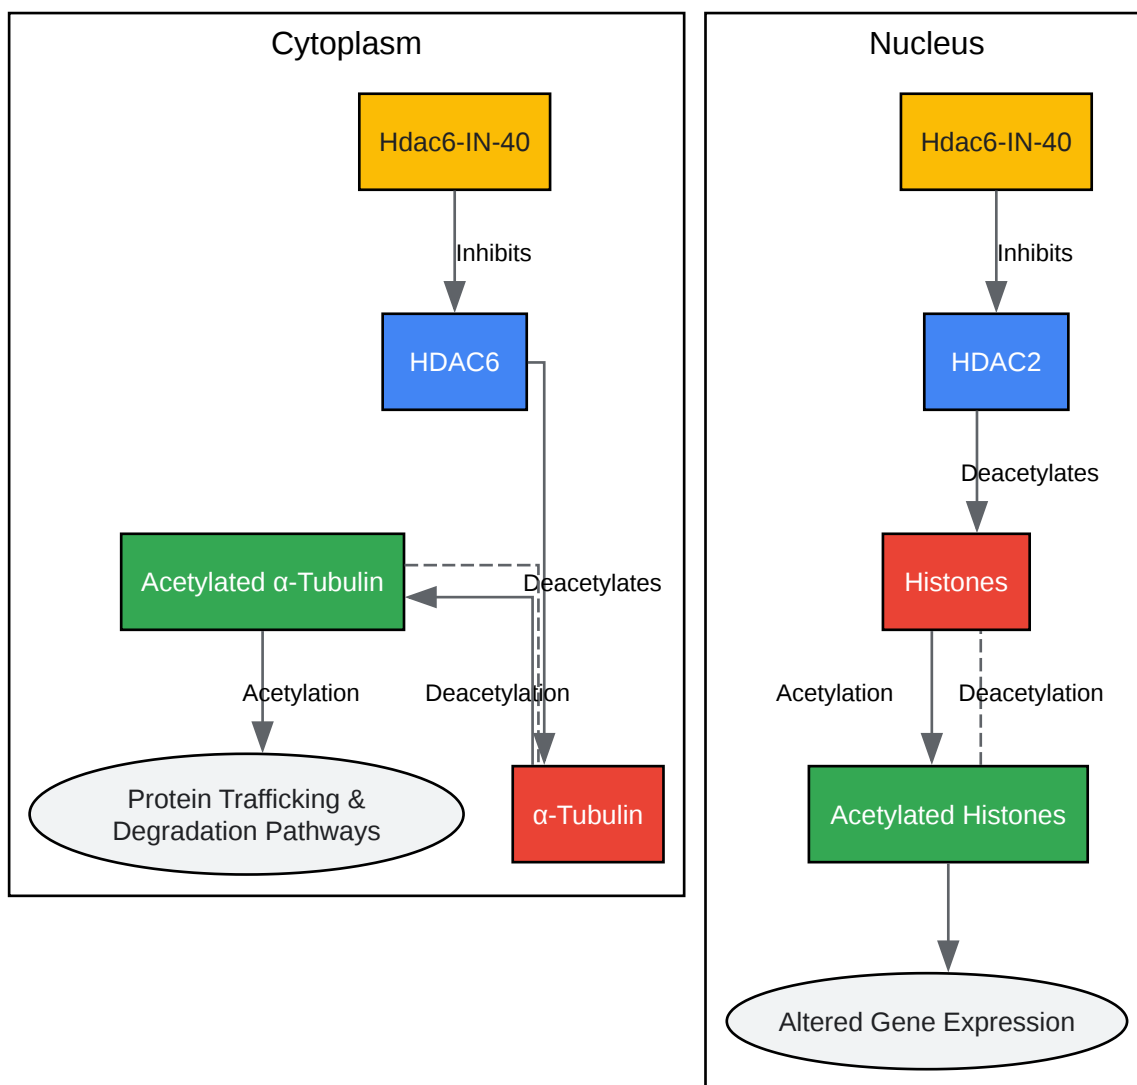 Cytoplasm
Hdac6-IN-40
Inhibits
HDAC6
Acetylated α-Tubulin
Deacetylates
Acetylation
Deacetylation
Protein Trafficking &
Degradation Pathways
α-Tubulin
Nucleus
Hdac6-IN-40
Inhibits
HDAC2
Deacetylates
Histones
Acetylation
Deacetylation
Acetylated Histones
Altered Gene Expression